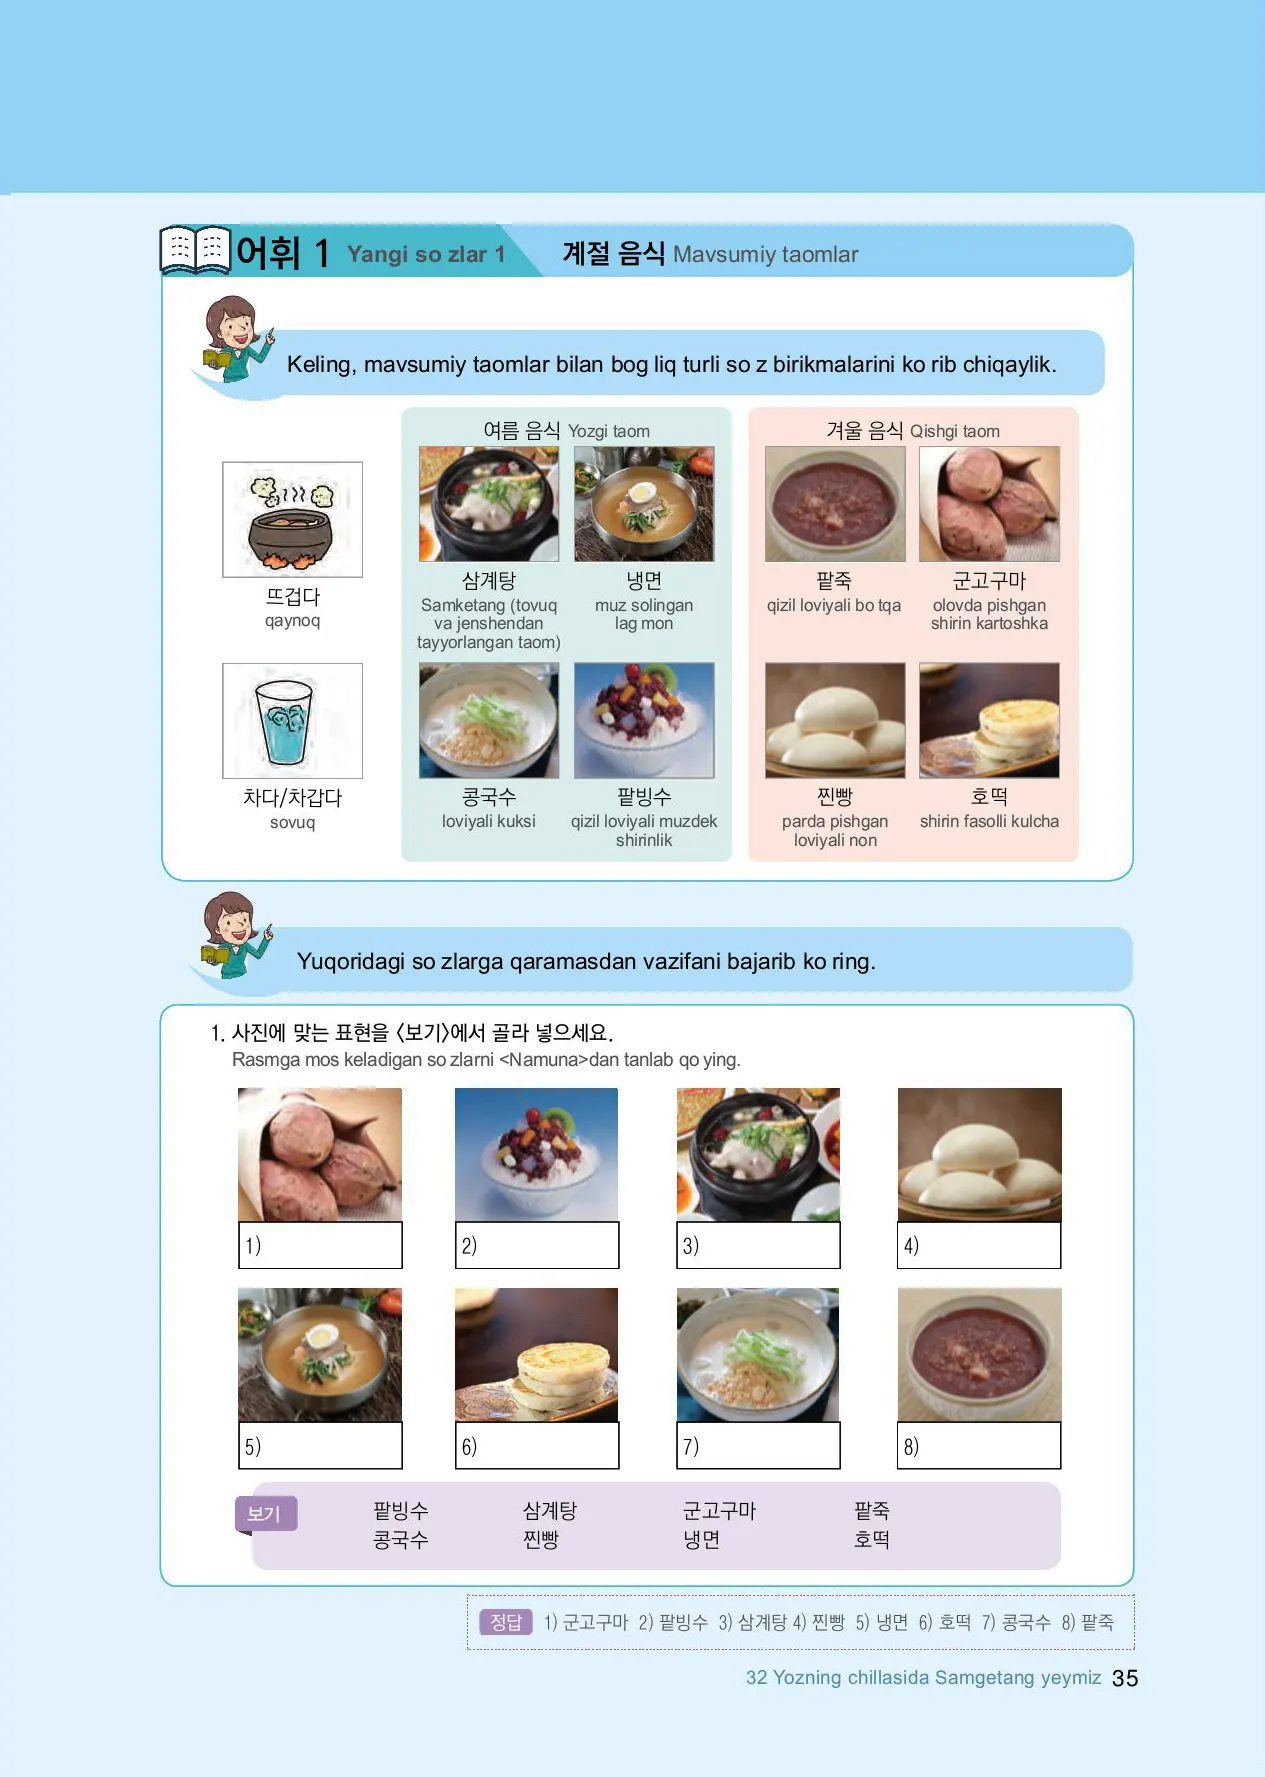 어휘 1 Yangi so zlar 1 계절 음식 Mavsumiy taomlar
Keling, mavsumiy taomlar bilan bog liq turli so z birikmalarini ko rib chiqaylik.
여름 음식 Yozgi taom
겨울 음식 Qishgi taom
뜨겁다
qaynoq
삼계탕
Samketang (tovuq
va jenshendan
tayyorlangan taom)
냉면
muz solingan
lag mon
팥죽
qizil loviyali bo tqa
군고구마
olovda pishgan
shirin kartoshka
차다/차갑다
sovuq
콩국수
loviyali kuksi
팥빙수
qizil loviyali muzdek
shirinlik
찐빵
parda pishgan
loviyali non
호떡
shirin fasolli kulcha
Yuqoridagi so zlarga qaramasdan vazifani bajarib ko ring.
1. 사진에 맞는 표현을 〈보기〉에서 골라 넣으세요.
Rasmga mos keladigan so zlarni <Namuna>dan tanlab qo ying.
1)
2)
3)
4)
5)
6)
7)
8)
보기
팥빙수 삼계탕 군고구마 팥죽
콩국수 찐빵 냉면 호떡
정답 1) 군고구마 2) 팥빙수 3) 삼계탕 4) 찐빵 5) 냉면 6) 호떡 7) 콩국수 8) 팥죽
32 Yozning chillasida Samgetang yeymiz 35